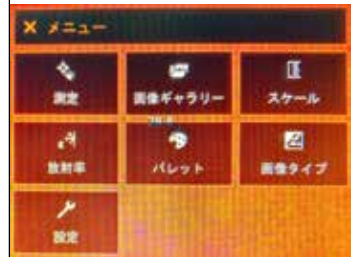 × メニュー
測定
画像ギャラリー
スケール
放射率
パレット
画像タイプ
設定